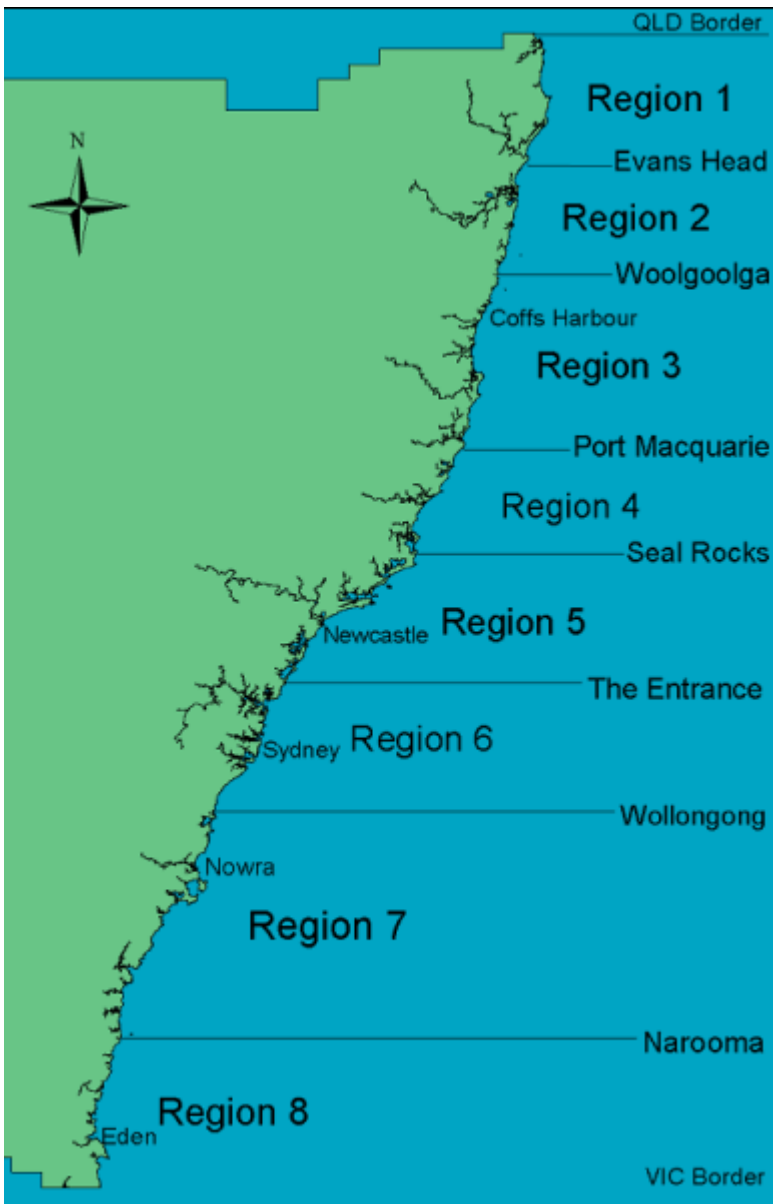 QLD Border
Region 1
N
Evans Head
Region 2
Woolgoolga
Coffs Harbour
Region 3
Port Macquarie
Region 4
Seal Rocks
Region 5
Newcastle
The Entrance
Region 6
Sydney
Wollongong
Nowra
Region 7
Narooma
Region 8
Eden
VIC Border